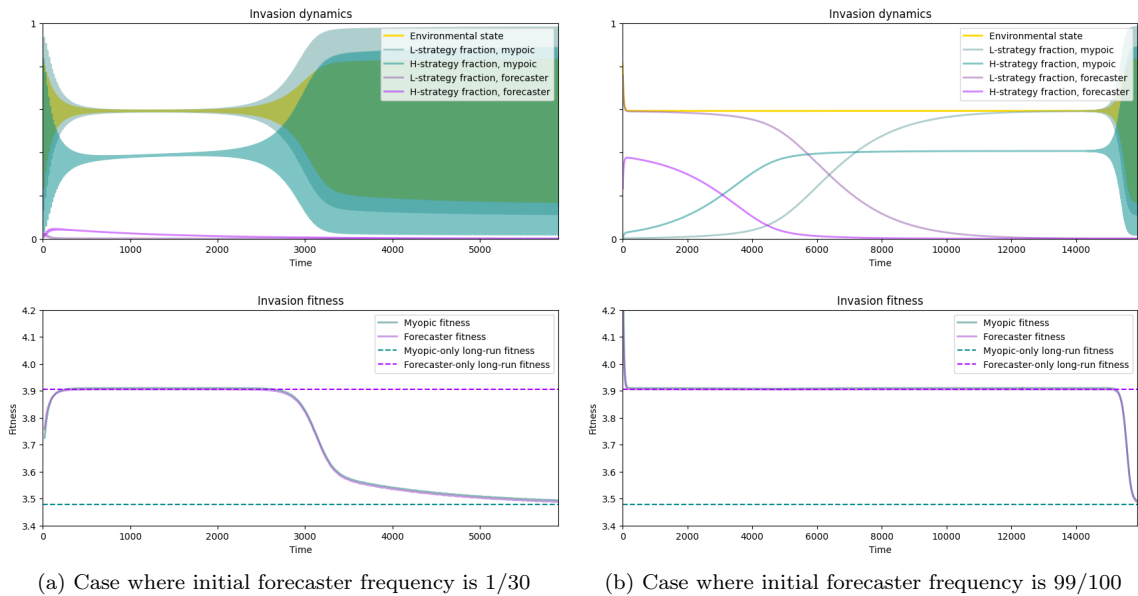 Invasion dynamics
1
0
Environmental state
L-strategy fraction, mypoic
H-strategy fraction, mypoic
L-strategy fraction, forecaster
H-strategy fraction, forecaster
0 1000 2000 3000 4000 5000
Time
Invasion dynamics
1
0
Environmental state
L-strategy fraction, mypoic
H-strategy fraction, mypoic
L-strategy fraction, forecaster
H-strategy fraction, forecaster
0 2000 4000 6000 8000 10000 12000 14000
Time
Invasion fitness
Fitness
4.2
4.1
4.0
3.9
3.8
3.7
3.6
3.5
3.4
Myopic fitness
Forecaster fitness
Myopic-only long-run fitness
Forecaster-only long-run fitness
0 1000 2000 3000 4000 5000
Time
Invasion fitness
Fitness
4.2
4.1
4.0
3.9
3.8
3.7
3.6
3.5
3.4
Myopic fitness
Forecaster fitness
Myopic-only long-run fitness
Forecaster-only long-run fitness
0 2000 4000 6000 8000 10000 12000 14000
Time
(a) Case where initial forecaster frequency is 1/30
(b) Case where initial forecaster frequency is 99/100